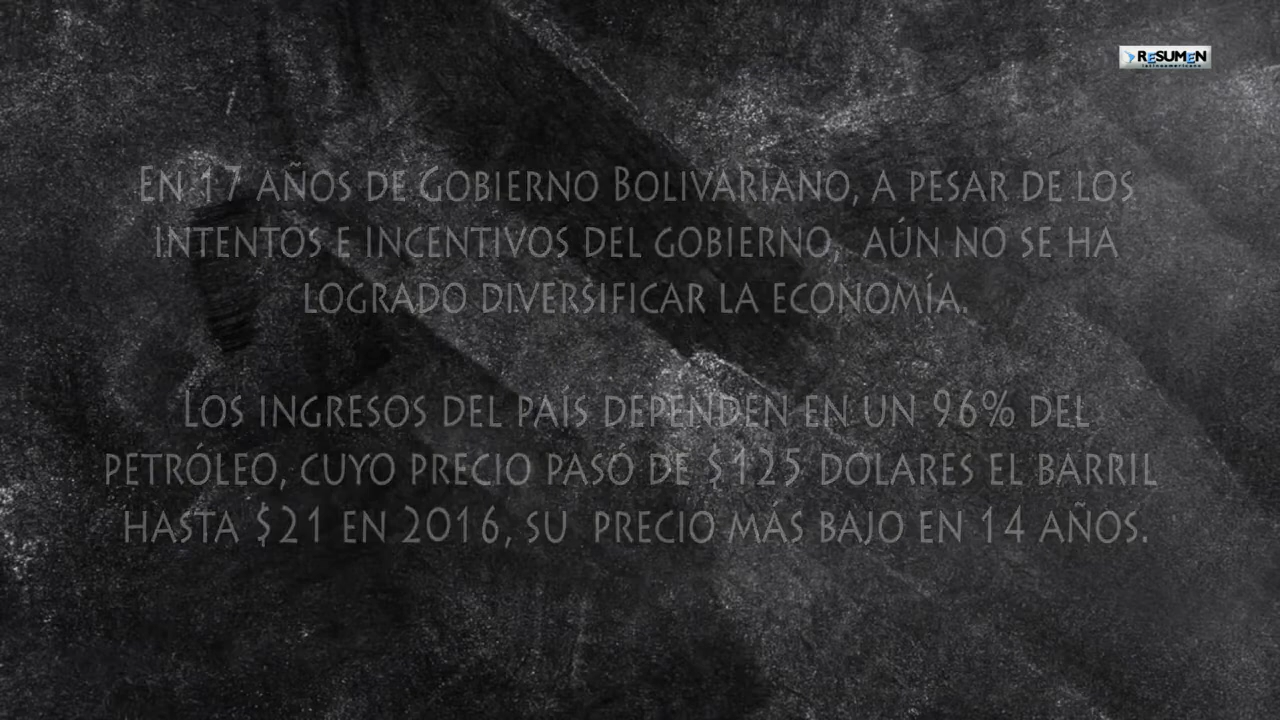 RESUMEN
latinoamericano
EN 17 AÑOS DE GOBIERNO BOLIVARIANO, A PESAR DE LOS
INTENTOS E INCENTIVOS DEL GOBIERNO, AÚN NO SE HA
LOGRADO DIVERSIFICAR LA ECONOMÍA.
LOS INGRESOS DEL PAÍS DEPENDEN EN UN 96% DEL
PETRÓLEO, CUYO PRECIO PASÓ DE $125 DÓLARES EL BARRIL
HASTA $21 EN 2016, SU PRECIO MÁS BAJO EN 14 AÑOS.